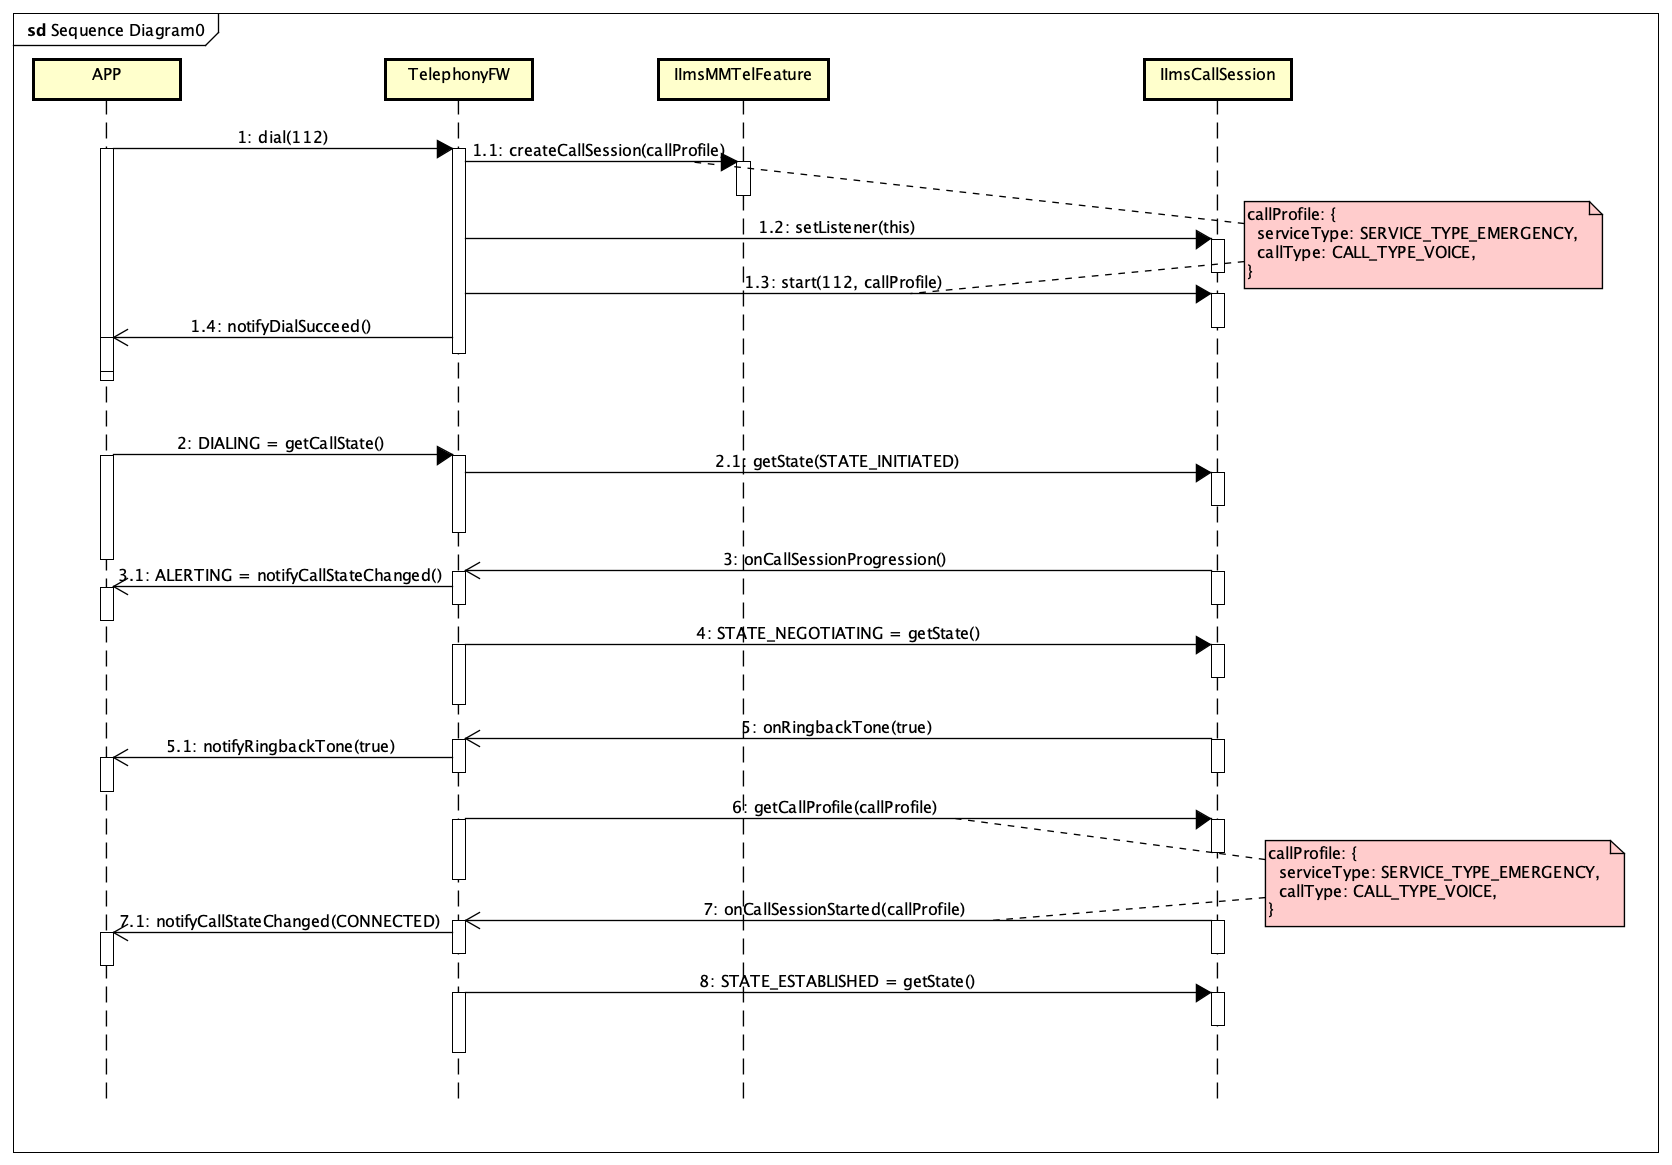 sd Sequence Diagram0
APP
TelephonyFW
IImsMMTelFeature
IImsCallSession
1: dial(112)
1.1: createCallSession(callProfile)
callProfile: {
serviceType: SERVICE_TYPE_EMERGENCY,
callType: CALL_TYPE_VOICE,
}
1.2: setListener(this)
1.3: start(112, callProfile)
1.4: notifyDialSucceed()
2: DIALING = getCallState()
2.1: getState(STATE_INITIATED)
3: onCallSessionProgression()
3.1: ALERTING = notifyCallStateChanged()
4: STATE_NEGOTIATING = getState()
5: onRingbackTone(true)
5.1: notifyRingbackTone(true)
6: getCallProfile(callProfile)
callProfile: {
serviceType: SERVICE_TYPE_EMERGENCY,
callType: CALL_TYPE_VOICE,
}
7: onCallSessionStarted(callProfile)
7.1: notifyCallStateChanged(CONNECTED)
8: STATE_ESTABLISHED = getState()